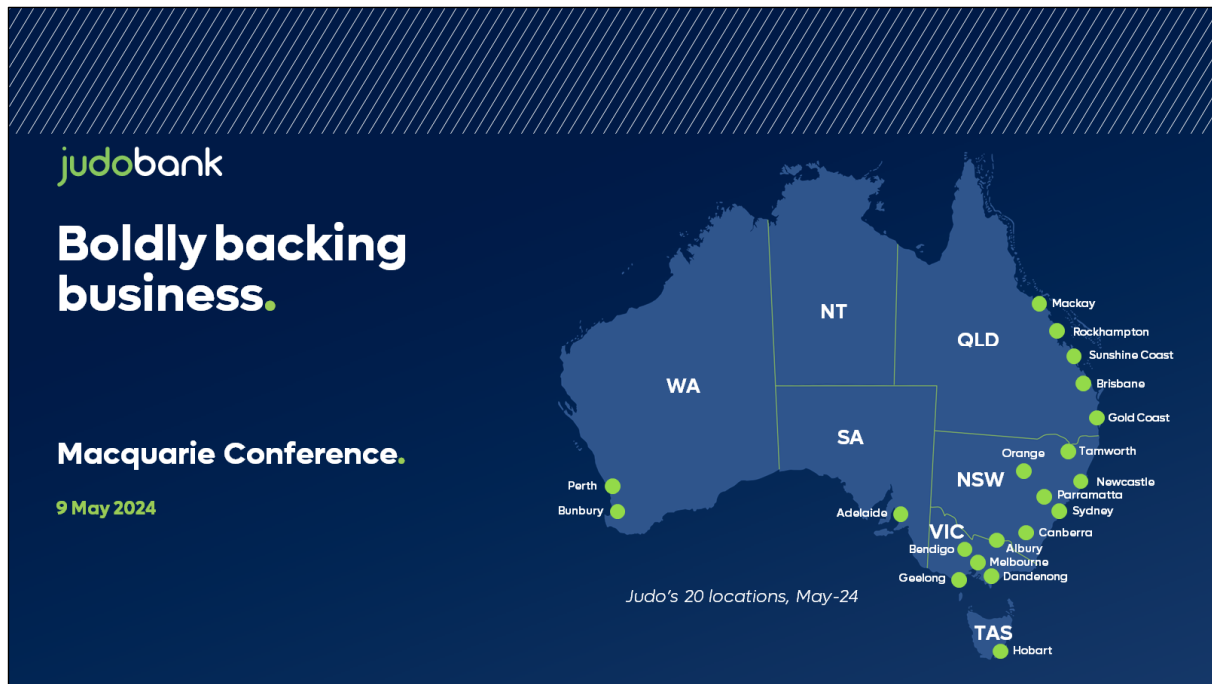 judobank
Boldly backing
business.
Macquarie Conference.
9 May 2024
WA
NT
QLD
SA
NSW
VIC
TAS
Mackay
Rockhampton
Sunshine Coast
Brisbane
Gold Coast
Tamworth
Orange
Newcastle
Parramatta
Sydney
Canberra
Albury
Bendigo
Melbourne
Dandenong
Geelong
Adelaide
Perth
Bunbury
Hobart
Judo's 20 locations, May-24